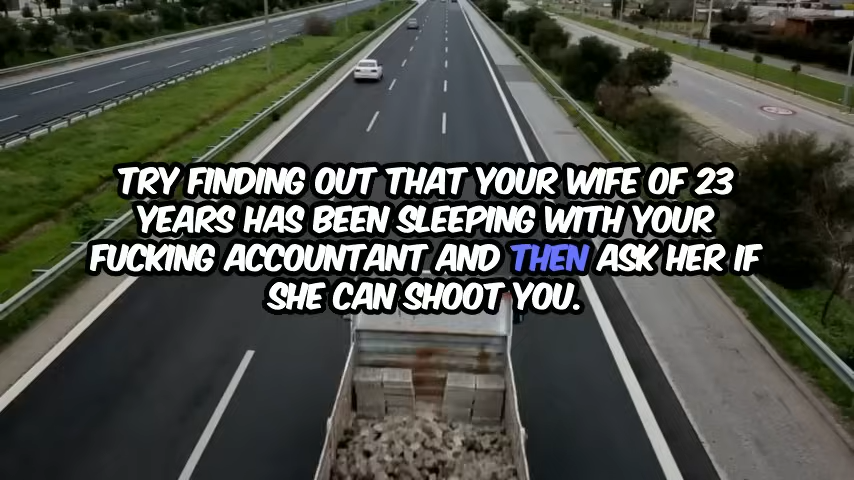 TRY FINDING OUT THAT YOUR WIFE OF 23
YEARS HAS BEEN SLEEPING WITH YOUR
FUCKING ACCOUNTANT AND THEN ASK HER IF
SHE CAN SHOOT YOU.